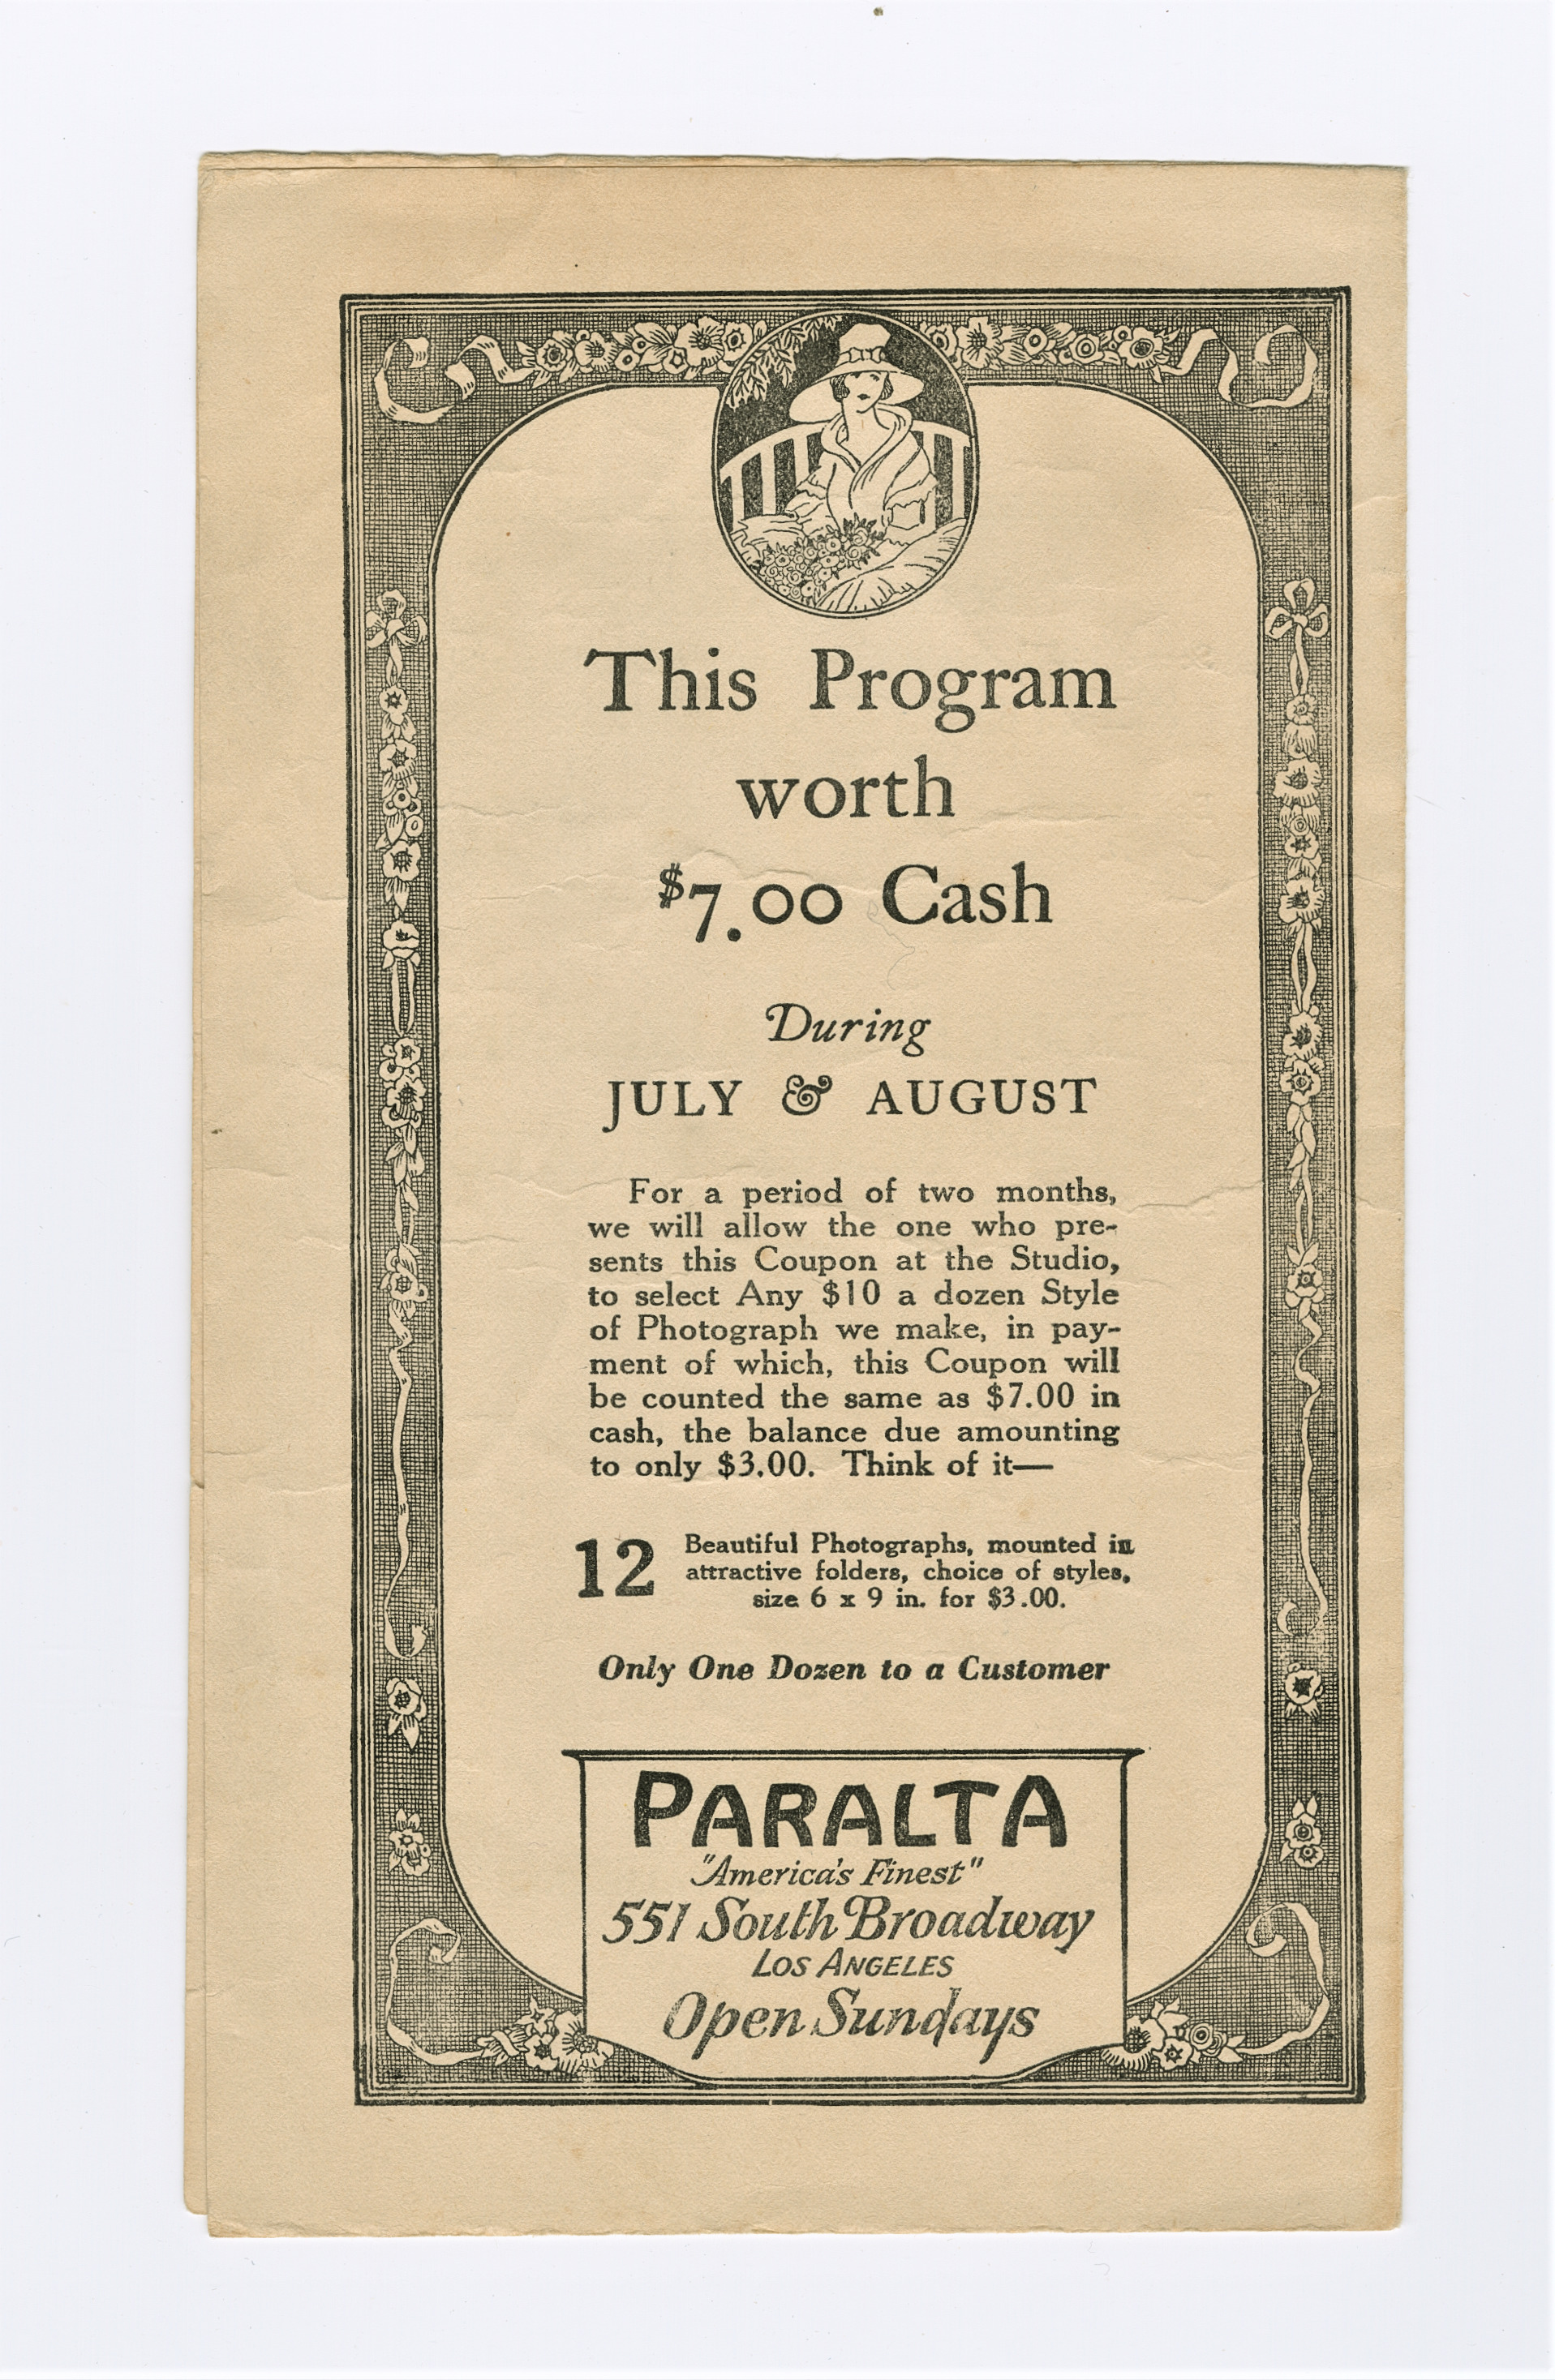 This Program
worth
$7.00 Cash
During
JULY & AUGUST
For a period of two months,
we will allow the one who pre-
sents this Coupon at the Studio,
to select Any $10 a dozen Style
of Photograph we make, in pay-
ment of which, this Coupon will
be counted the same as $7.00 in
cash, the balance due amounting
to only $3.00. Think of it—
12 Beautiful Photographs, mounted in
attractive folders, choice of styles,
size 6 x 9 in. for $3.00.
Only One Dozen to a Customer
PARALTA
"America's Finest"
551 South Broadway
LOS ANGELES
Open Sundays